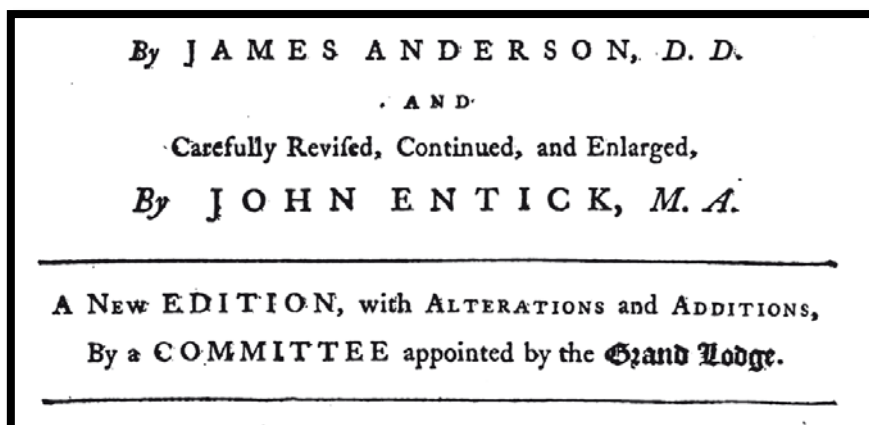 By JAMES ANDERSON, D. D.
AND
Carefully Reviſed, Continued, and Enlarged,
By JOHN ENTICK, M. A.
A NEW EDITION, with ALTERATIONS and ADDITIONS,
By a COMMITTEE appointed by the Grand Lodge.